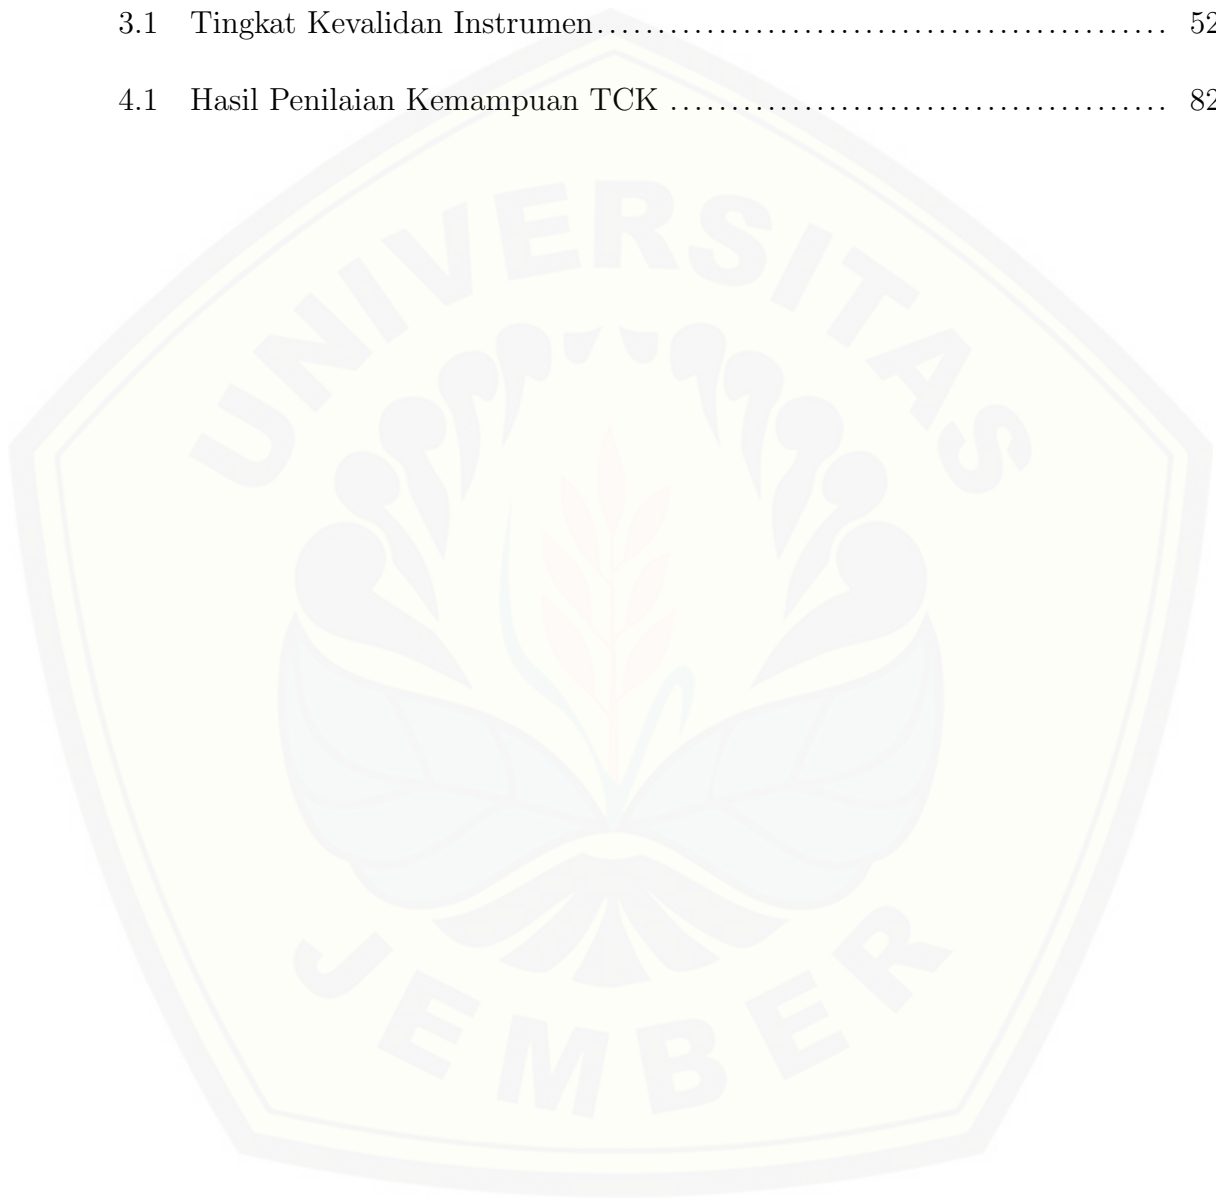 3.1 Tingkat Kevalidan Instrumen.............................................. 52
4.1 Hasil Penilaian Kemampuan TCK ........................................ 82
UNIVERSITAS
JEMBER